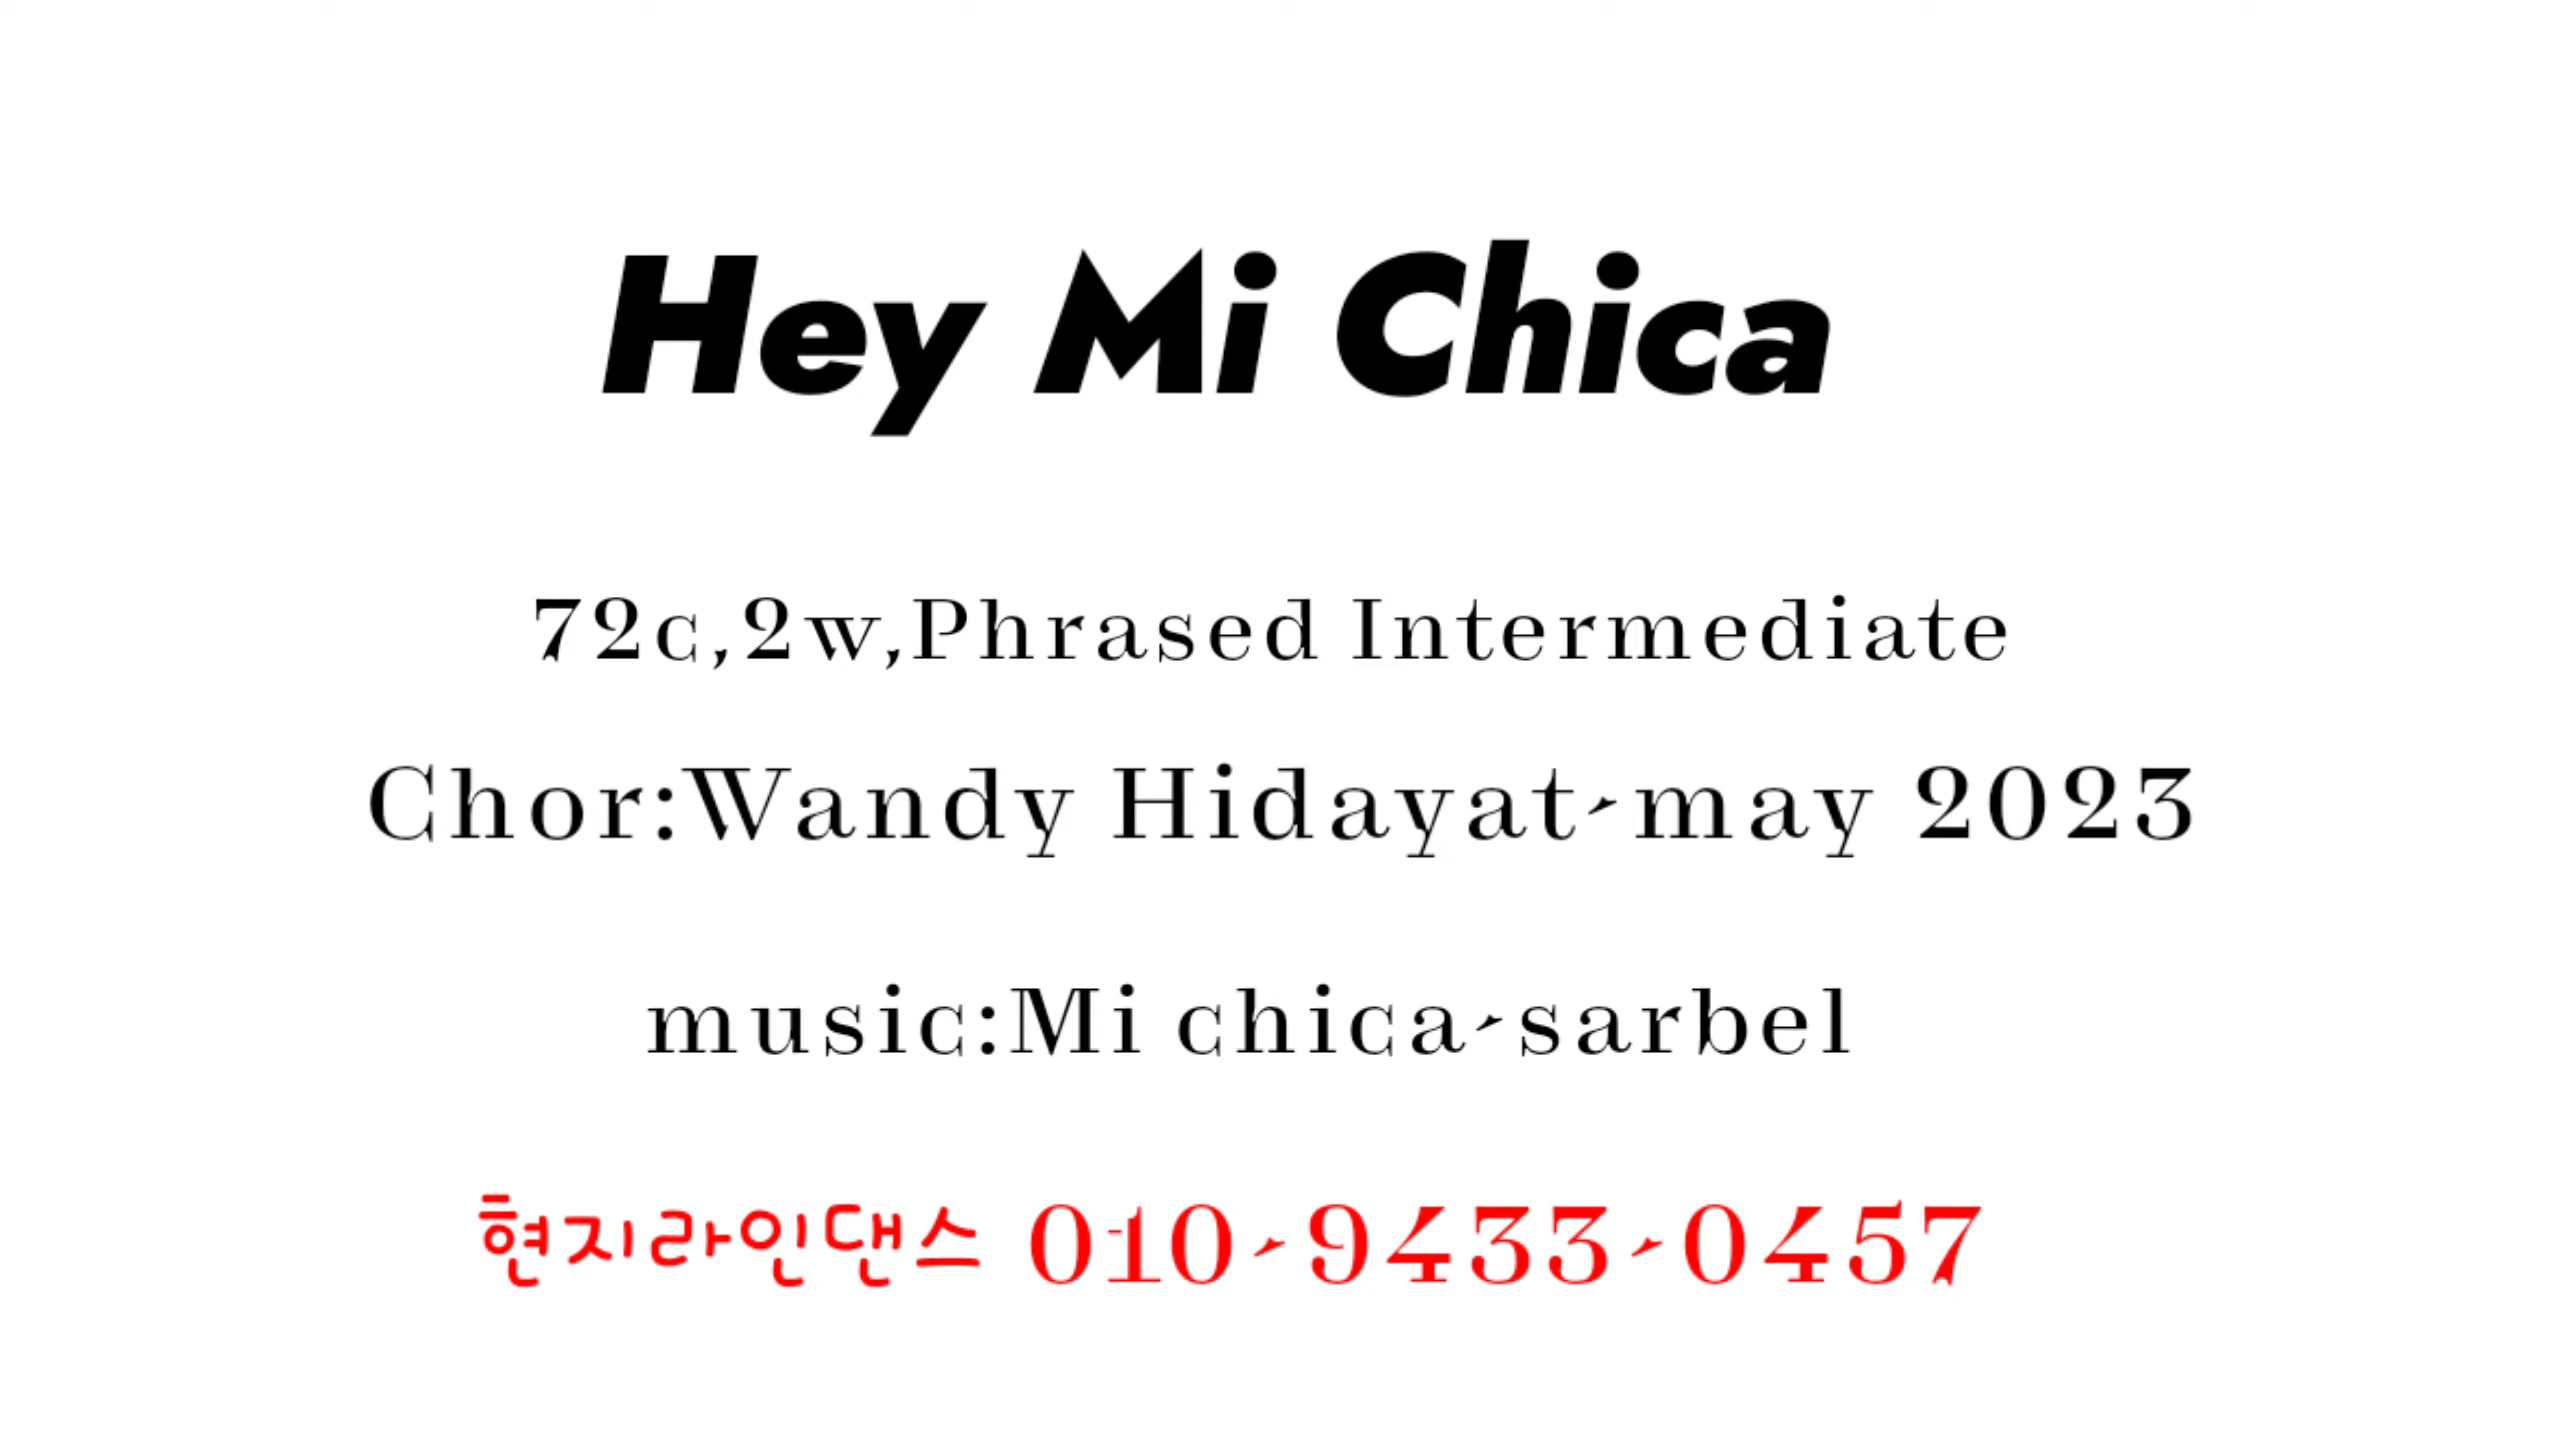 Hey Mi Chica
72c,2w,Phrased Intermediate
Chor:Wandy Hidayat-may 2023
music:Mi chica-sarbel
현지라인댄스 010-9433-0457